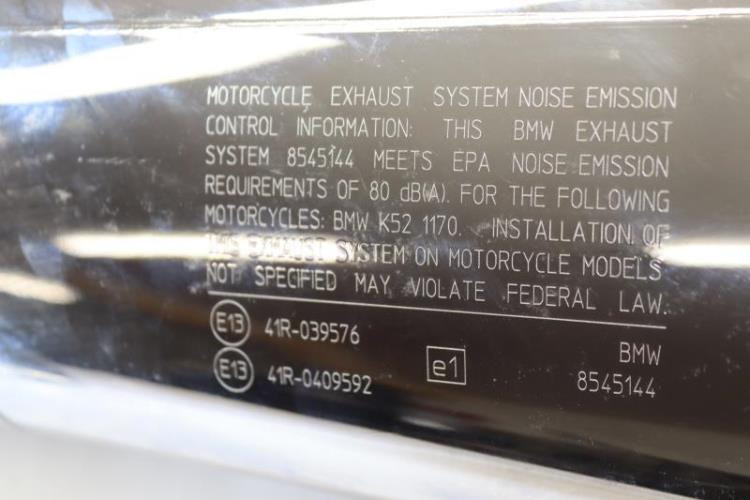 MOTORCYCLE EXHAUST SYSTEM NOISE EMISSION
CONTROL INFORMATION: THIS BMW EXHAUST
SYSTEM 8545144 MEETS EPA NOISE EMISSION
REQUIREMENTS OF 80 dB(A). FOR THE FOLLOWING
MOTORCYCLES: BMW K52 1170. INSTALLATION OF
THIS EXHAUST SYSTEM ON MOTORCYCLE MODELS
NOT SPECIFIED MAY VIOLATE FEDERAL LAW.
E13 41R-039576
E13 41R-0409592
e1
BMW
8545144